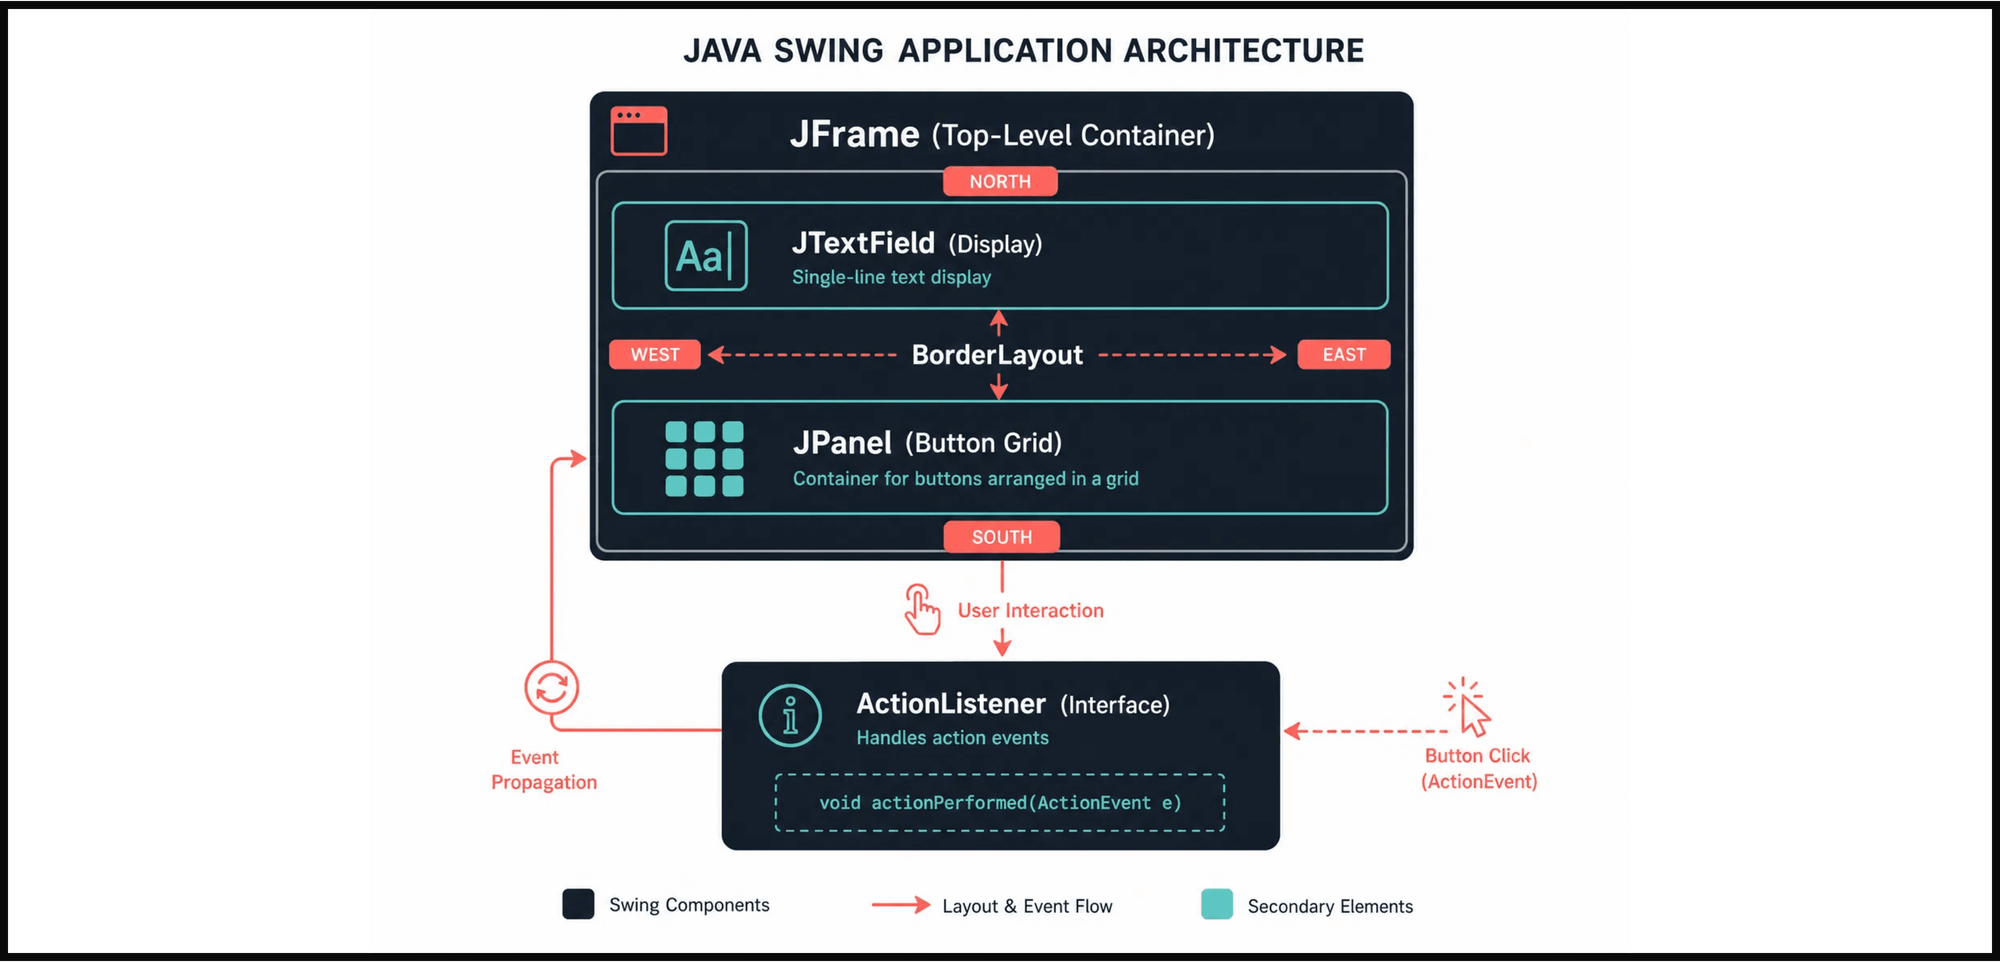 JAVA SWING APPLICATION ARCHITECTURE
JFrame (Top-Level Container)
NORTH
Aa
JTextField (Display)
Single-line text display
WEST
BorderLayout
EAST
JPanel (Button Grid)
Container for buttons arranged in a grid
SOUTH
User Interaction
i
ActionListener (Interface)
Handles action events
void actionPerformed(ActionEvent e)
Event
Propagation
Button Click
(ActionEvent)
Swing Components
Layout & Event Flow
Secondary Elements